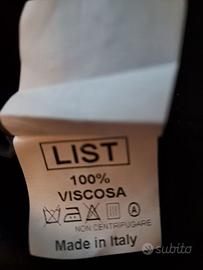 LIST
100%
VISCOSA
A
NON CENTRIFUGARE
Made in Italy
subito